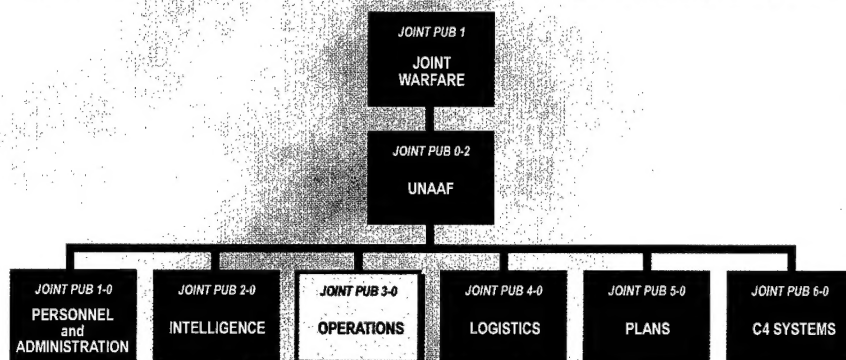 JOINT PUB 1
JOINT
WARFARE
JOINT PUB 0-2
UNAAF
JOINT PUB 1-0
PERSONNEL
and
ADMINISTRATION
JOINT PUB 2-0
INTELLIGENCE
JOINT PUB 3-0
OPERATIONS
JOINT PUB 4-0
LOGISTICS
JOINT PUB 5-0
PLANS
JOINT PUB 6-0
C4 SYSTEMS